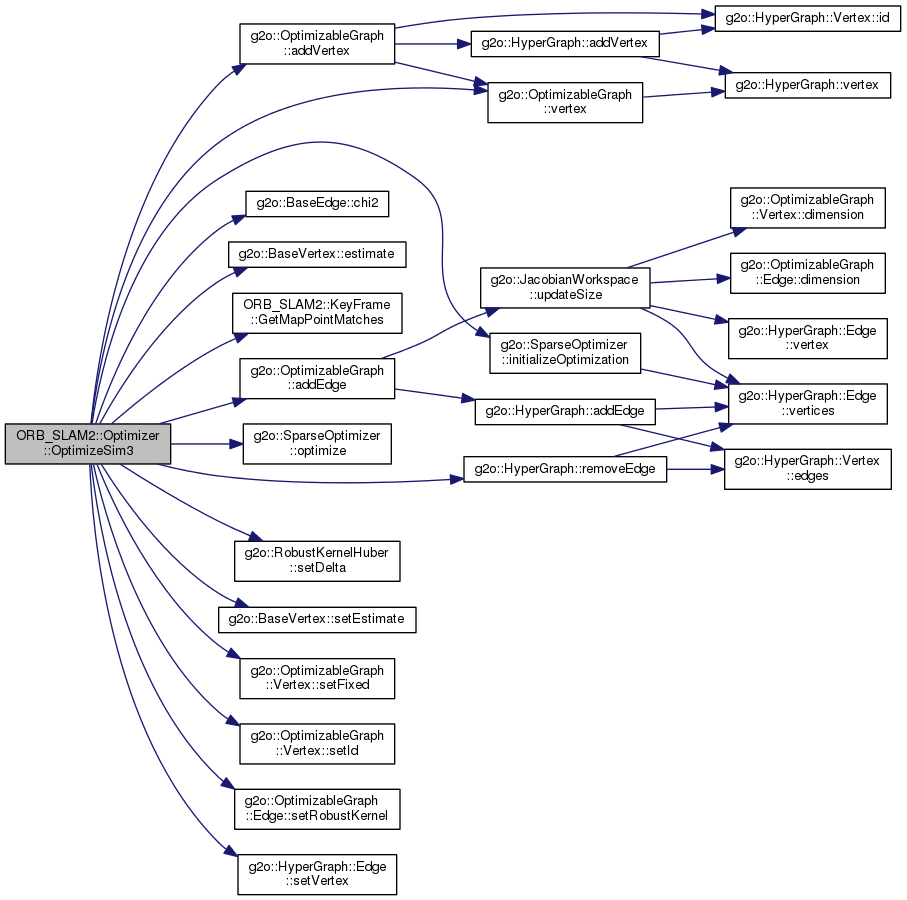 g2o::OptimizableGraph
::addVertex
g2o::HyperGraph::Vertex::id
g2o::HyperGraph::addVertex
g2o::HyperGraph::vertex
g2o::OptimizableGraph
::vertex
g2o::BaseEdge::chi2
g2o::OptimizableGraph
::Vertex::dimension
g2o::BaseVertex::estimate
g2o::JacobianWorkspace
::updateSize
g2o::OptimizableGraph
::Edge::dimension
ORB_SLAM2::KeyFrame
::GetMapPointMatches
g2o::HyperGraph::Edge
::vertex
g2o::SparseOptimizer
::initializeOptimization
g2o::OptimizableGraph
::addEdge
g2o::HyperGraph::addEdge
g2o::HyperGraph::Edge
::vertices
ORB_SLAM2::Optimizer
::OptimizeSim3
g2o::SparseOptimizer
::optimize
g2o::HyperGraph::removeEdge
g2o::HyperGraph::Vertex
::edges
g2o::RobustKernelHuber
::setDelta
g2o::BaseVertex::setEstimate
g2o::OptimizableGraph
::Vertex::setFixed
g2o::OptimizableGraph
::Vertex::setId
g2o::OptimizableGraph
::Edge::setRobustKernel
g2o::HyperGraph::Edge
::setVertex